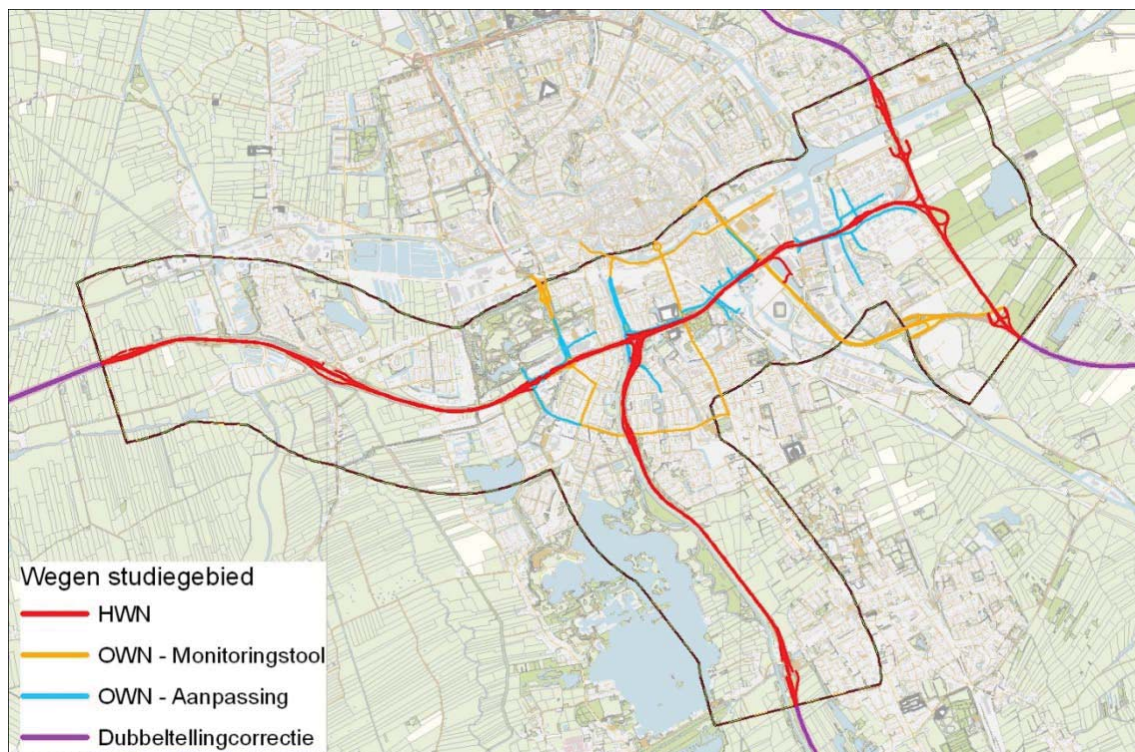 Wegen studiegebied
HWN
OWN - Monitoringstool
OWN - Aanpassing
Dubbeltellingcorrectie